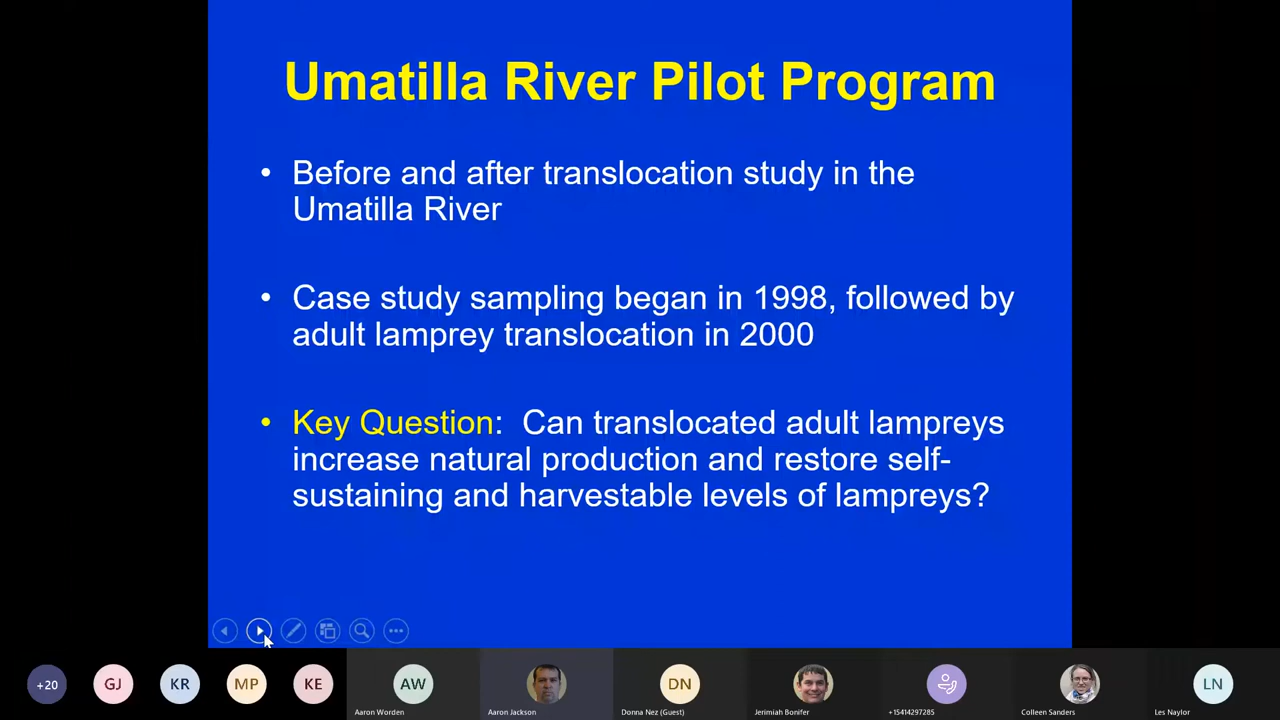 Umatilla River Pilot Program
• Before and after translocation study in the
Umatilla River
• Case study sampling began in 1998, followed by
adult lamprey translocation in 2000
• Key Question:  Can translocated adult lampreys
increase natural production and restore self-
sustaining and harvestable levels of lampreys?
+20
GJ
KR
MP
KE
AW
DN
LN
Aaron Worden
Aaron Jackson
Donna Nez (Guest)
Jerimiah Bonifer
+15414297285
Colleen Sanders
Les Naylor